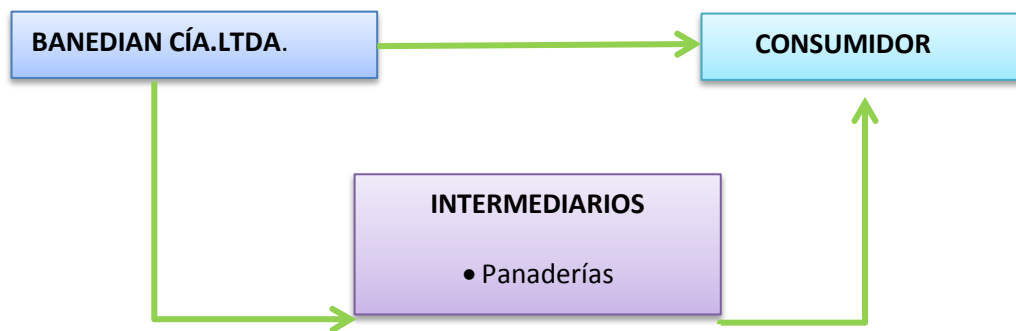 BANEDIAN CÍA.LTDA.
CONSUMIDOR
INTERMEDIARIOS
• Panaderías